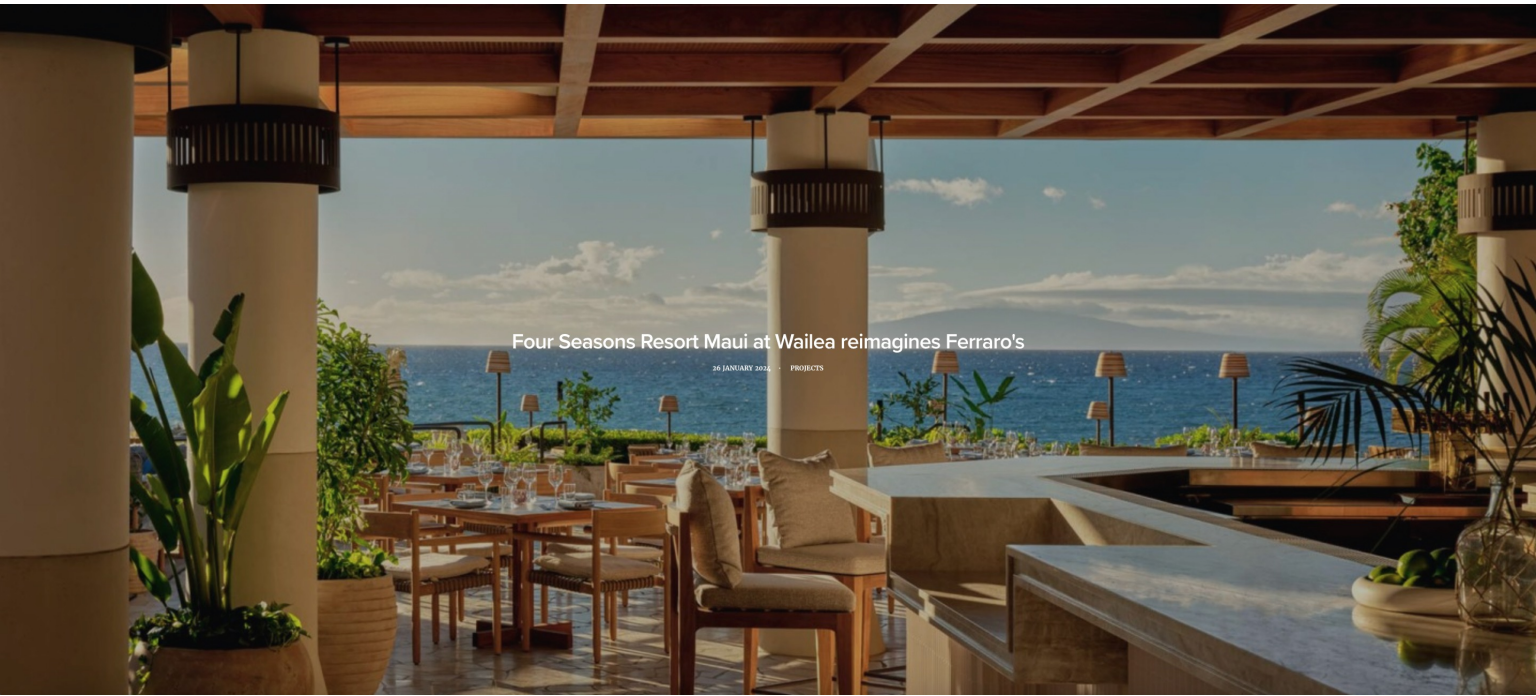 Four Seasons Resort Maui at Wailea reimagines Ferraro's
26 JANUARY 2024 · PROJECTS